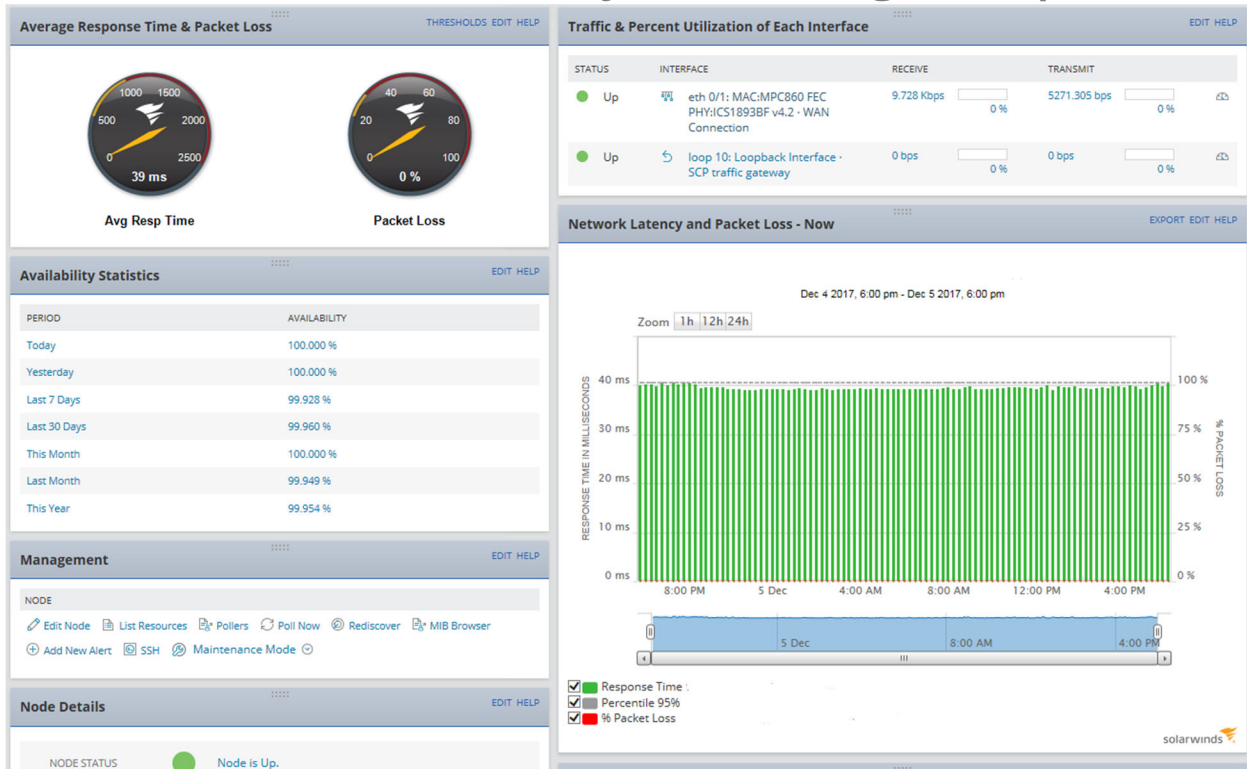 Average Response Time & Packet Loss
THRESHOLDS EDIT HELP
1000 1500
500 2000
0 2500
39 ms
Avg Resp Time
40 60
20 80
0 100
0 %
Packet Loss
Availability Statistics
EDIT HELP
PERIOD AVAILABILITY
Today 100.000 %
Yesterday 100.000 %
Last 7 Days 99.928 %
Last 30 Days 99.960 %
This Month 100.000 %
Last Month 99.949 %
This Year 99.954 %
Management
EDIT HELP
NODE
Edit Node List Resources Pollers Poll Now Rediscover MIB Browser
Add New Alert SSH Maintenance Mode
Node Details
EDIT HELP
NODE STATUS Node is Up.
Traffic & Percent Utilization of Each Interface
EDIT HELP
STATUS INTERFACE RECEIVE TRANSMIT
Up eth 0/1: MAC:MPC860 FEC 9.728 Kbps 0 % 5271.305 bps 0 %
PHY:ICS1893BF v4.2 · WAN
Connection
Up loop 10: Loopback Interface · 0 bps 0 % 0 bps 0 %
SCP traffic gateway
Network Latency and Packet Loss - Now
EXPORT EDIT HELP
Dec 4 2017, 6:00 pm - Dec 5 2017, 6:00 pm
Zoom 1h 12h 24h
RESPONSE TIME IN MILLISECONDS
40 ms
30 ms
20 ms
10 ms
0 ms
100 %
75 %
50 %
25 %
0 %
% PACKET LOSS
8:00 PM 5 Dec 4:00 AM 8:00 AM 12:00 PM 4:00 PM
5 Dec 8:00 AM 4:00 PM
Response Time
Percentile 95%
% Packet Loss
solarwinds